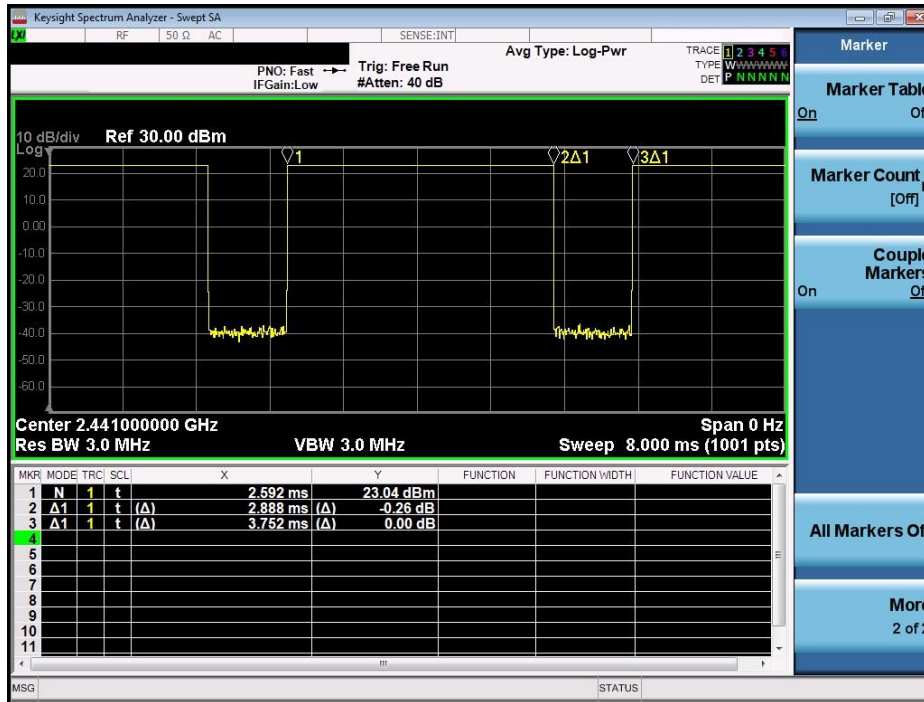 Keysight Spectrum Analyzer - Swept SA
LXI RF 50 Ω AC SENSE:INT
Avg Type: Log-Pwr
TRACE 1 2 3 4 5 6
TYPE W
DET P N N N N N
PNO: Fast Trig: Free Run
IFGain:Low #Atten: 40 dB
10 dB/div Ref 30.00 dBm
Log
1 2Δ1 3Δ1
20.0
10.0
0.00
-10.0
-20.0
-30.0
-40.0
-50.0
-60.0
Center 2.441000000 GHz Span 0 Hz
Res BW 3.0 MHz VBW 3.0 MHz Sweep 8.000 ms (1001 pts)
MKR MODE TRC SCL X Y FUNCTION FUNCTION WIDTH FUNCTION VALUE
1 N 1 t 2.592 ms 23.04 dBm
2 Δ1 1 t (Δ) 2.888 ms (Δ) -0.26 dB
3 Δ1 1 t (Δ) 3.752 ms (Δ) 0.00 dB
4
5
6
7
8
9
10
11
MSG STATUS
Marker
Marker Table
On Of
Marker Count
[Off]
Couple
Markers
On Of
All Markers Of
More
2 of 2